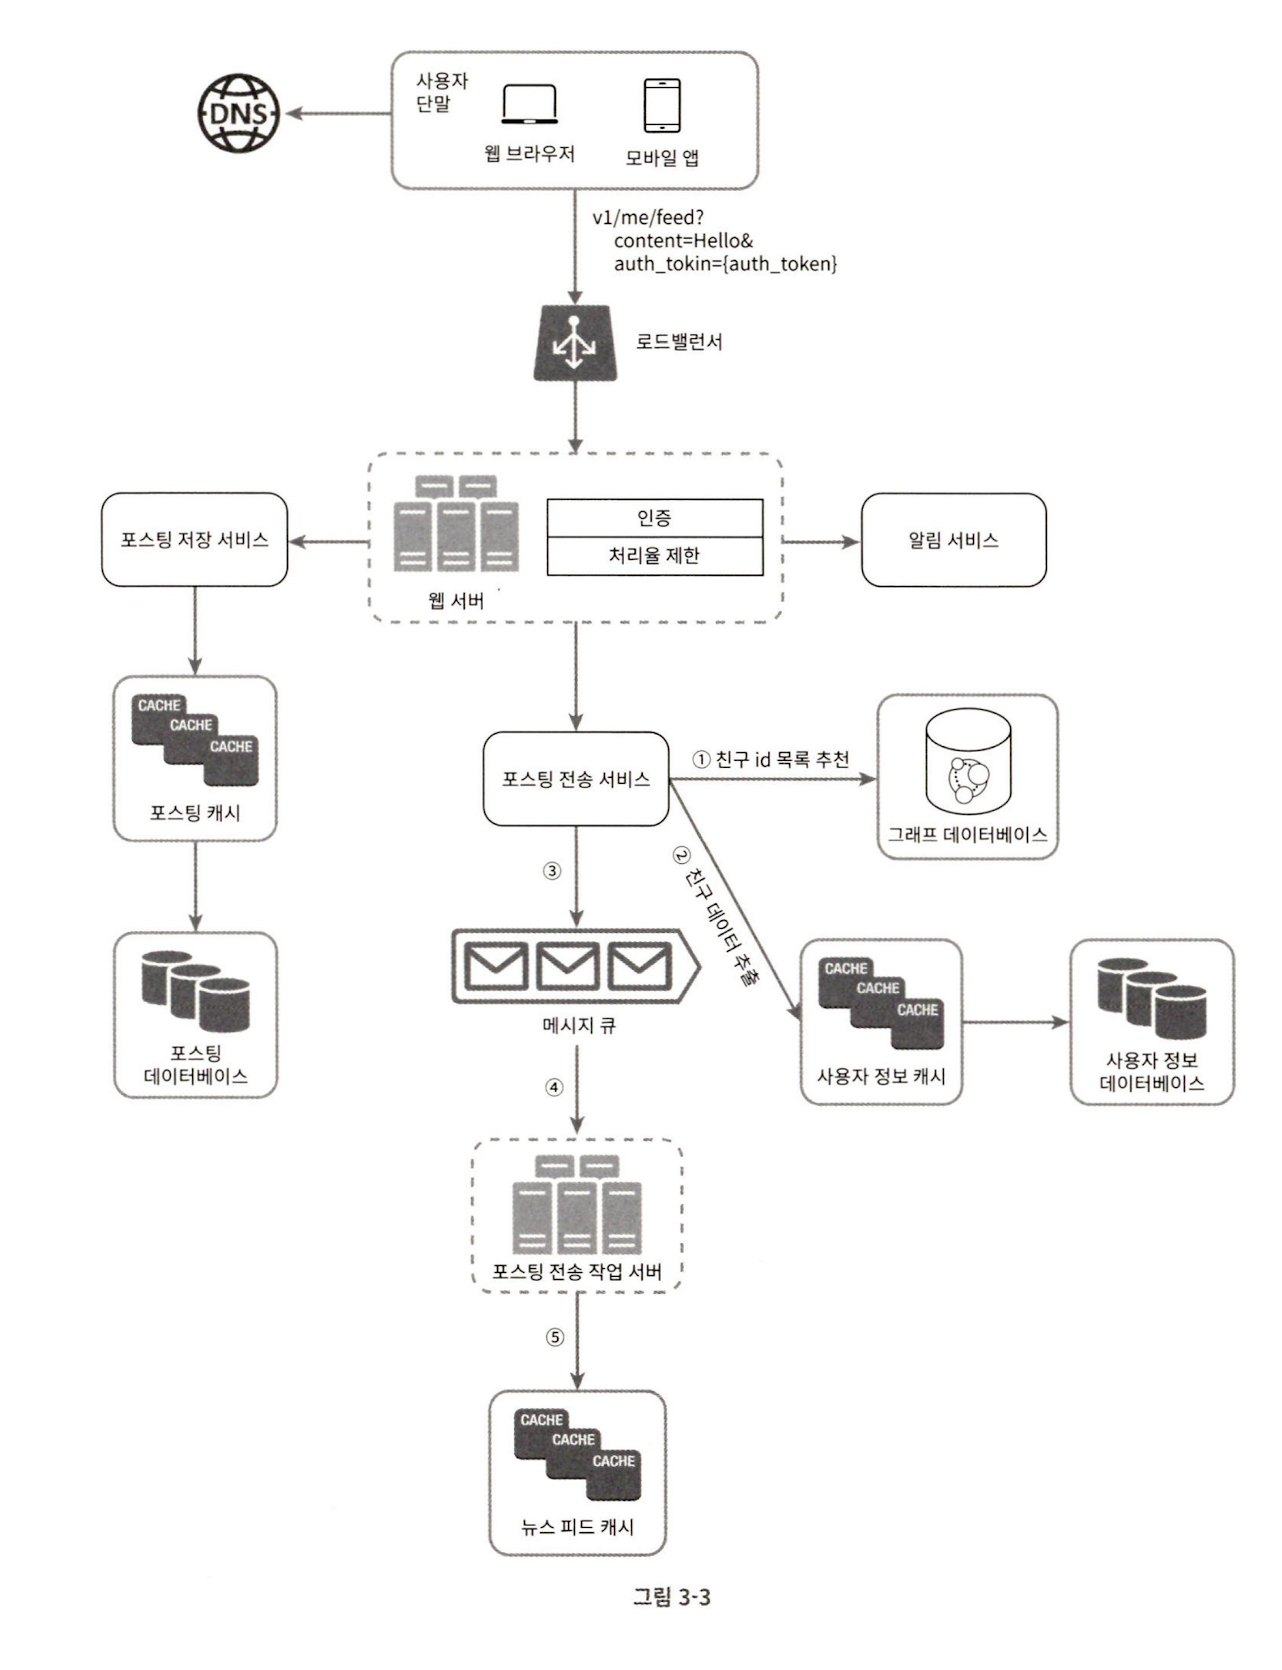 사용자
단말
DNS
웹 브라우저
모바일 앱
v1/me/feed?
content=Hello&
auth_tokin={auth_token}
로드밸런서
포스팅 저장 서비스
인증
처리율 제한
웹 서버
알림 서비스
CACHE
CACHE
CACHE
포스팅 캐시
포스팅 전송 서비스
① 친구 id 목록 추천
그래프 데이터베이스
② 친구 데이터 추출
③
포스팅
데이터베이스
메시지 큐
CACHE
CACHE
CACHE
사용자 정보 캐시
사용자 정보
데이터베이스
④
포스팅 전송 작업 서버
⑤
CACHE
CACHE
CACHE
뉴스 피드 캐시
그림 3-3